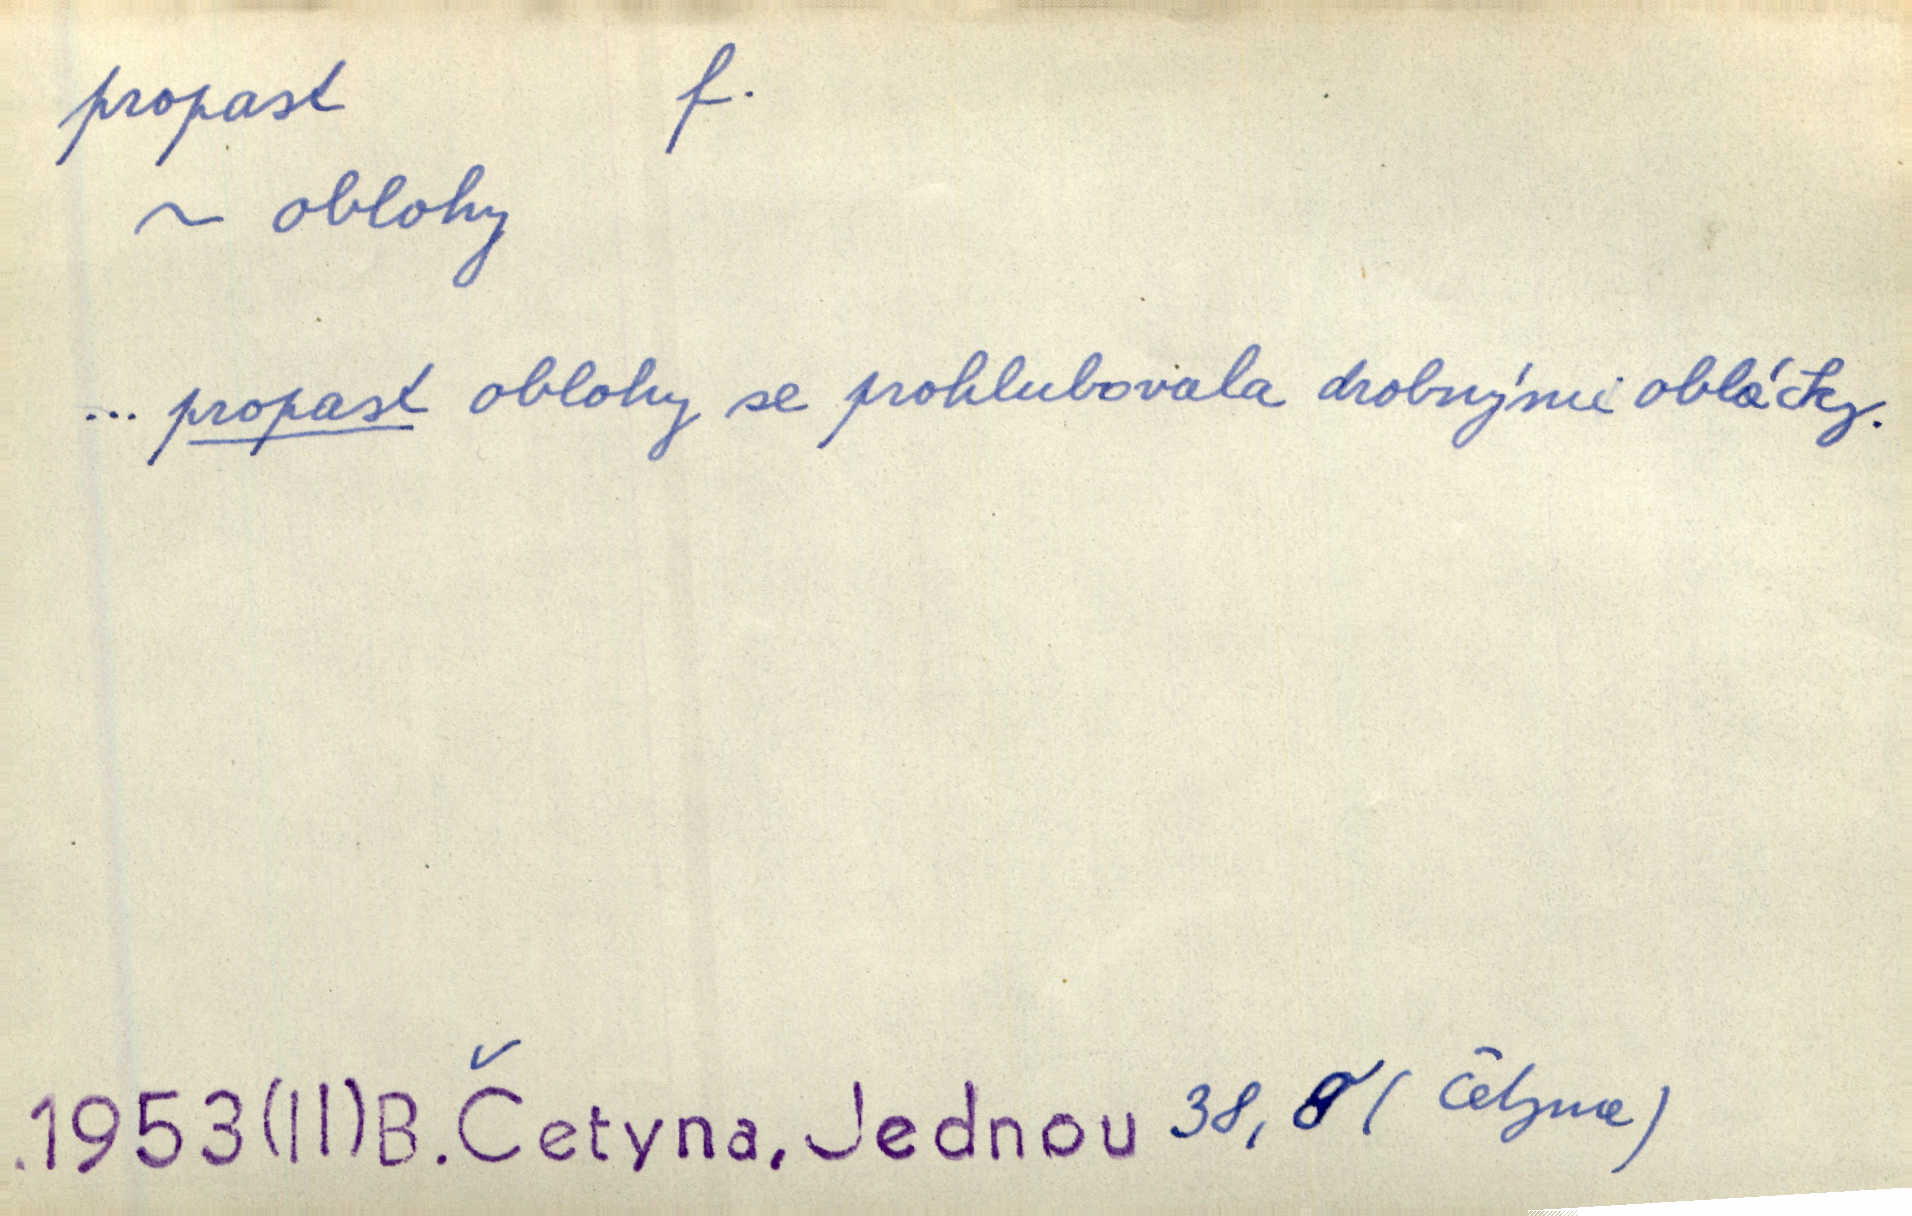 propast f.
~ oblohy
... propast oblohy se prohlubovala drobnými obláčky.
.1953(II)B.Četyna, Jednou 38, 8 (Četyna)